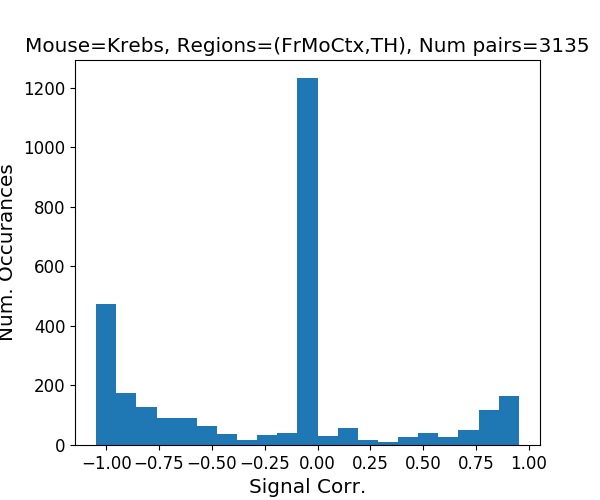 Mouse=Krebs, Regions=(FrMoCtx,TH), Num pairs=3135
1200
1000
800
600
400
200
0
Num. Occurances
−1.00 −0.75 −0.50 −0.25 0.00 0.25 0.50 0.75 1.00
Signal Corr.